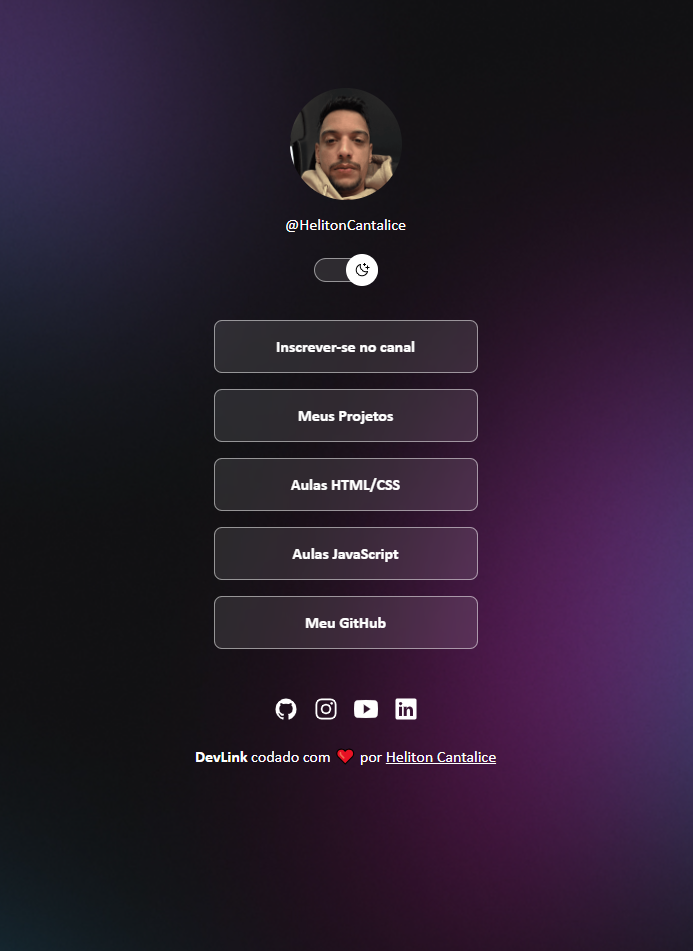 @HelitonCantalice
Inscrever-se no canal
Meus Projetos
Aulas HTML/CSS
Aulas JavaScript
Meu GitHub
DevLink codado com ❤️ por Heliton Cantalice